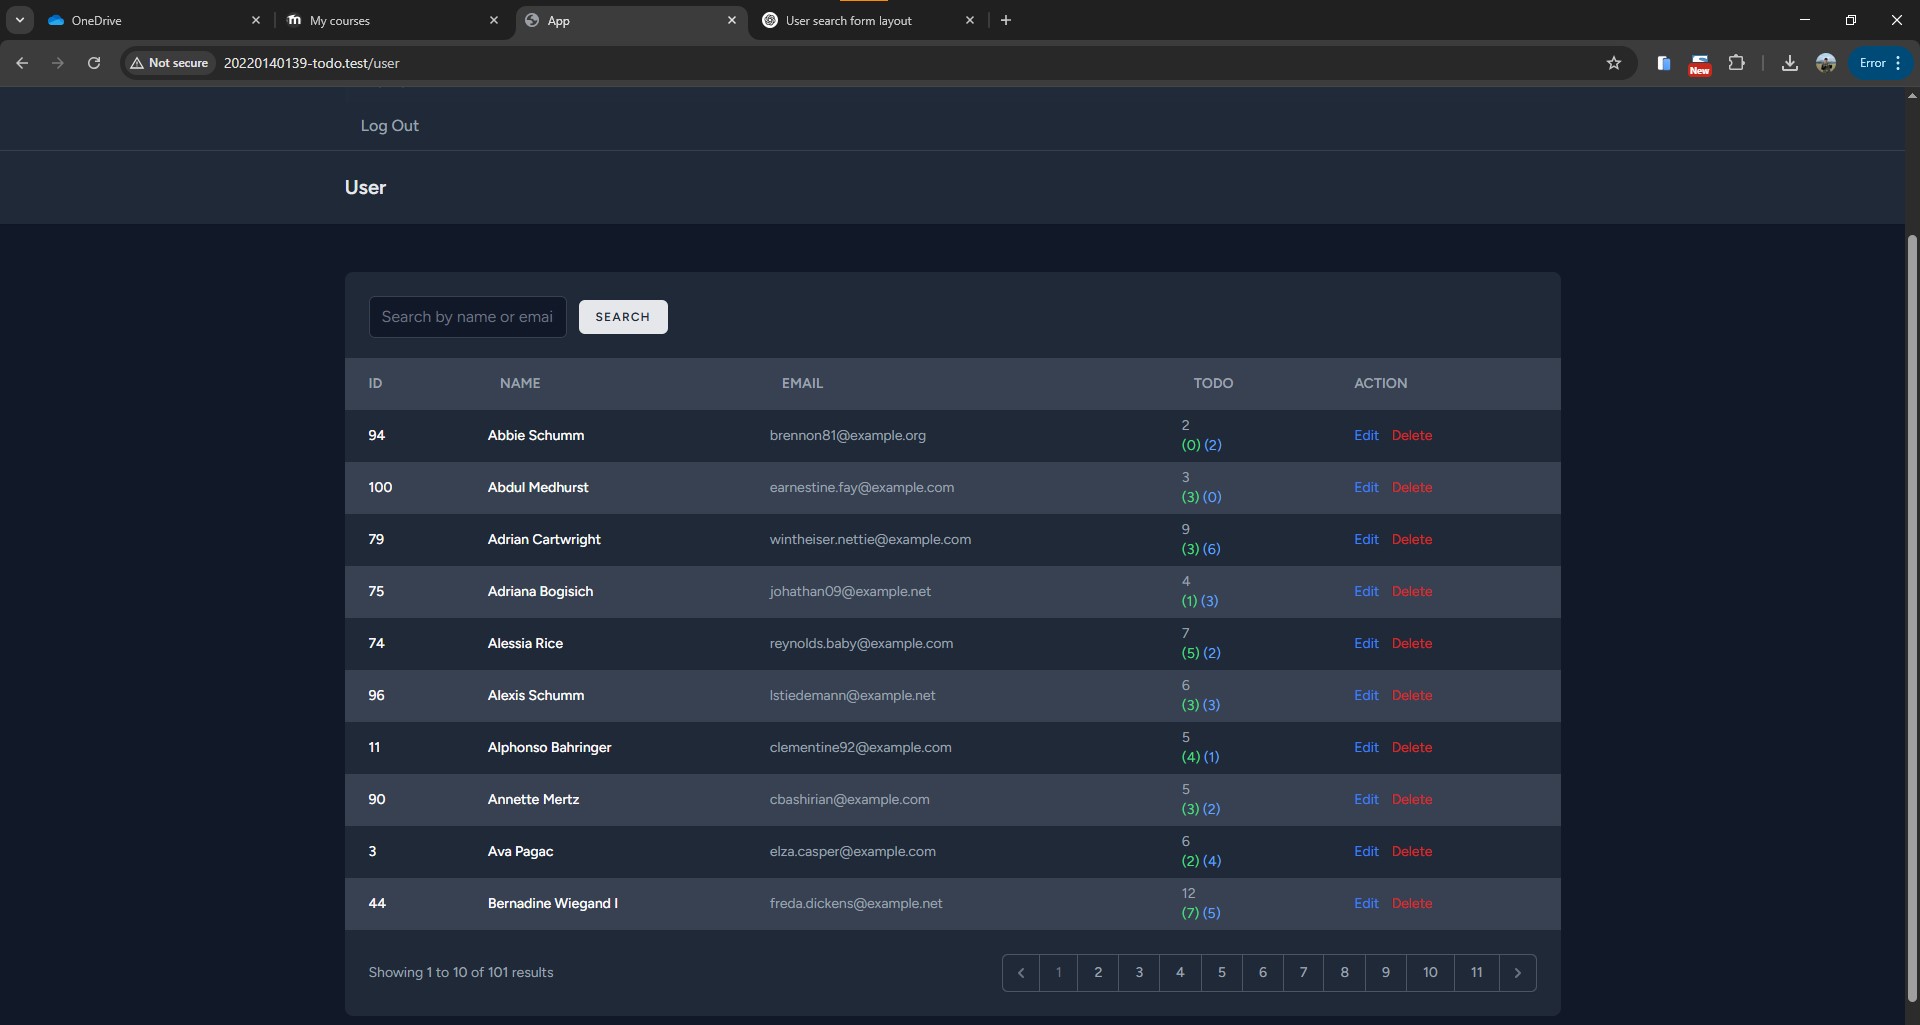 OneDrive
My courses
App
User search form layout
Not secure
20220140139-todo.test/user
New
Error
Log Out
User
Search by name or emai
SEARCH
ID NAME EMAIL TODO ACTION
94 Abbie Schumm brennon81@example.org 2 (0) (2) Edit Delete
100 Abdul Medhurst earnestine.fay@example.com 3 (3) (0) Edit Delete
79 Adrian Cartwright wintheiser.nettie@example.com 9 (3) (6) Edit Delete
75 Adriana Bogisich johathan09@example.net 4 (1) (3) Edit Delete
74 Alessia Rice reynolds.baby@example.com 7 (5) (2) Edit Delete
96 Alexis Schumm lstiedemann@example.net 6 (3) (3) Edit Delete
11 Alphonso Bahringer clementine92@example.com 5 (4) (1) Edit Delete
90 Annette Mertz cbashirian@example.com 5 (3) (2) Edit Delete
3 Ava Pagac elza.casper@example.com 6 (2) (4) Edit Delete
44 Bernadine Wiegand I freda.dickens@example.net 12 (7) (5) Edit Delete
Showing 1 to 10 of 101 results
1 2 3 4 5 6 7 8 9 10 11